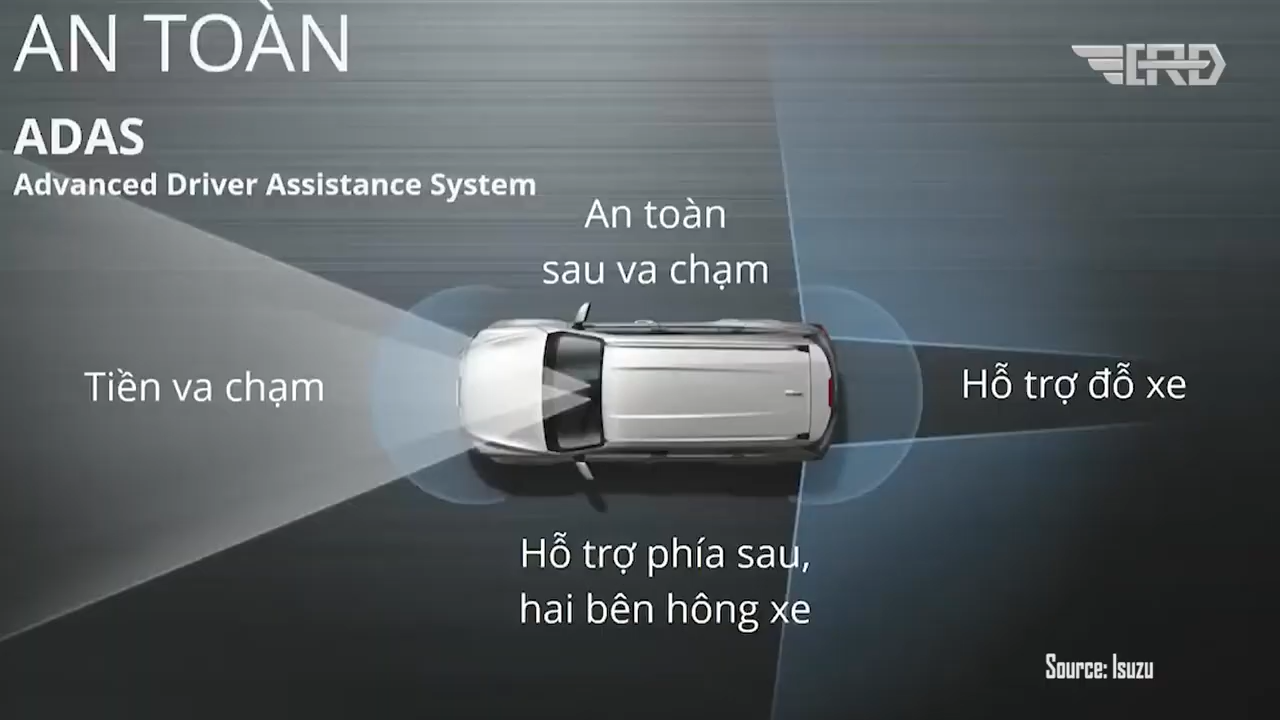 AN TOÀN
CRD
ADAS
Advanced Driver Assistance System
An toàn
sau va chạm
Tiền va chạm
Hỗ trợ đỗ xe
Hỗ trợ phía sau,
hai bên hông xe
Source: Isuzu